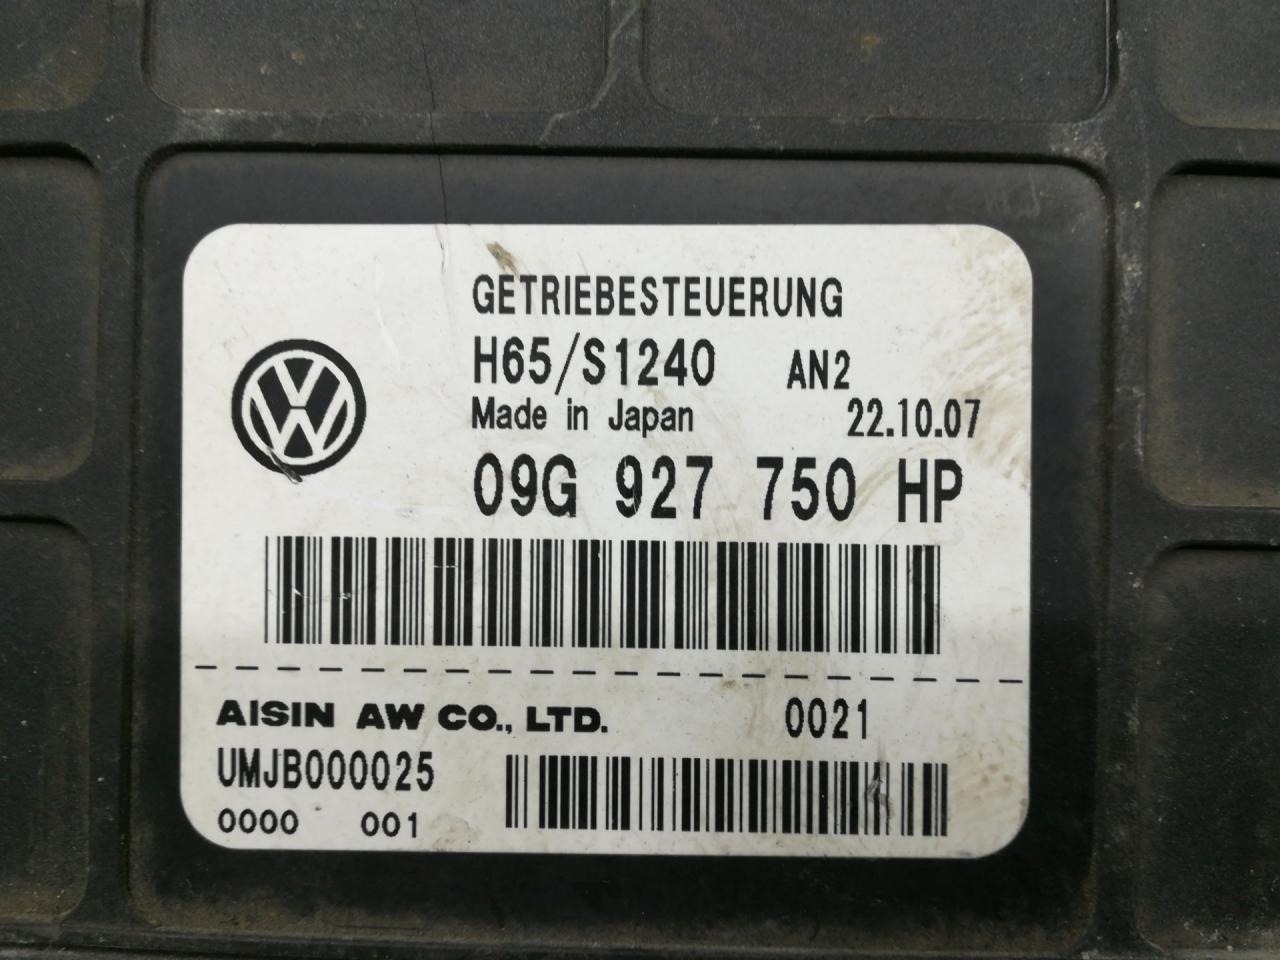 GETRIEBESTEUERUNG
H65/S1240 AN2
Made in Japan 22.10.07
09G 927 750 HP
AISIN AW CO., LTD. 0021
UMJB000025
0000 001